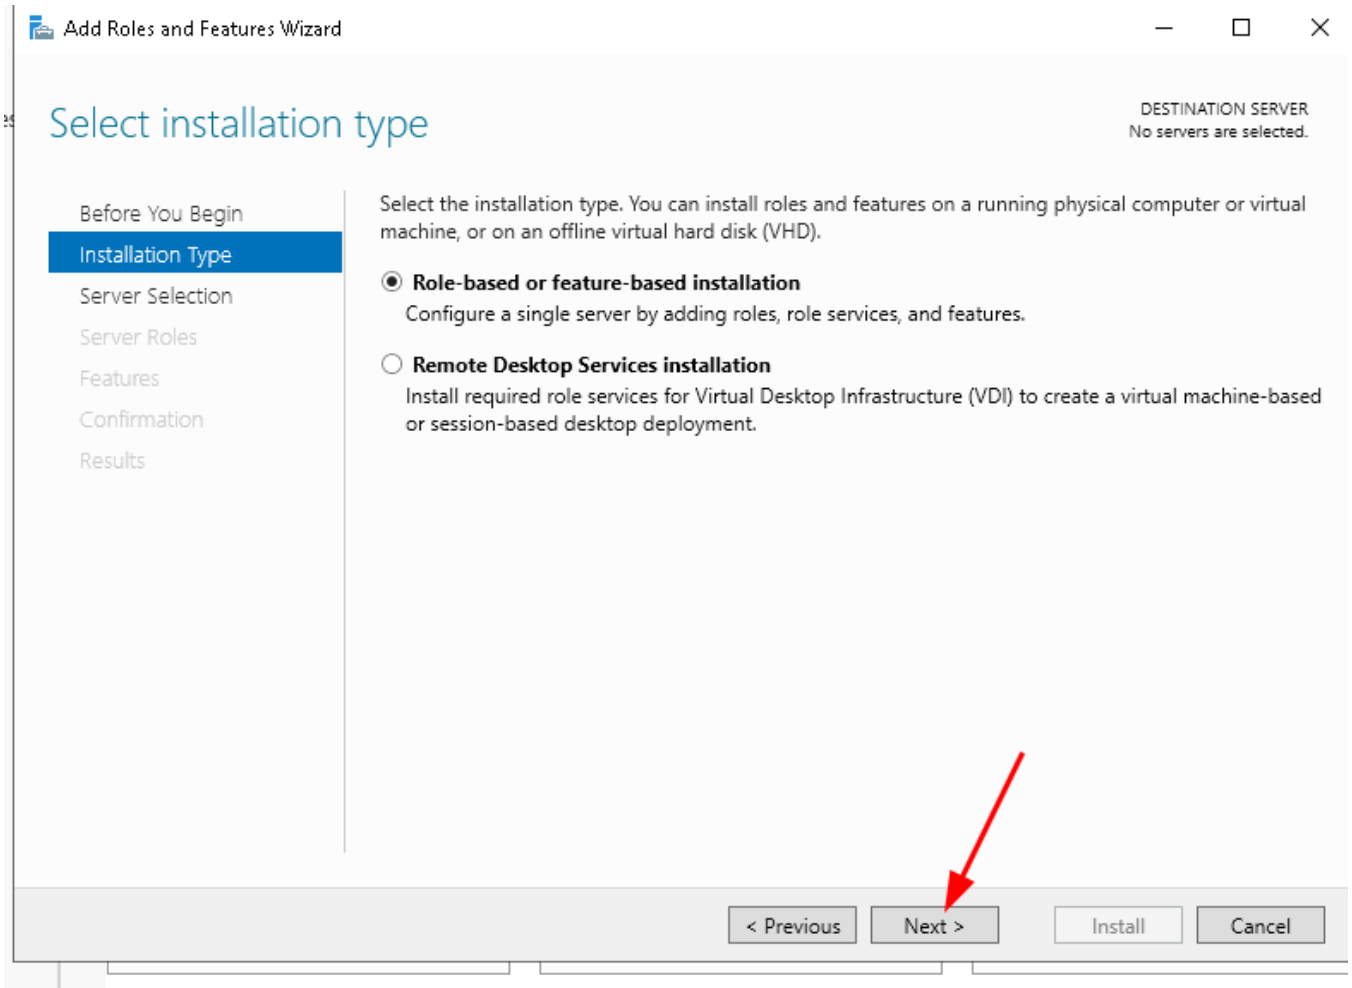 Add Roles and Features Wizard
es
Select installation type
DESTINATION SERVER
No servers are selected.
Before You Begin
Installation Type
Server Selection
Server Roles
Features
Confirmation
Results
Select the installation type. You can install roles and features on a running physical computer or virtual
machine, or on an offline virtual hard disk (VHD).
Role-based or feature-based installation
Configure a single server by adding roles, role services, and features.
Remote Desktop Services installation
Install required role services for Virtual Desktop Infrastructure (VDI) to create a virtual machine-based
or session-based desktop deployment.
< Previous
Next >
Install
Cancel